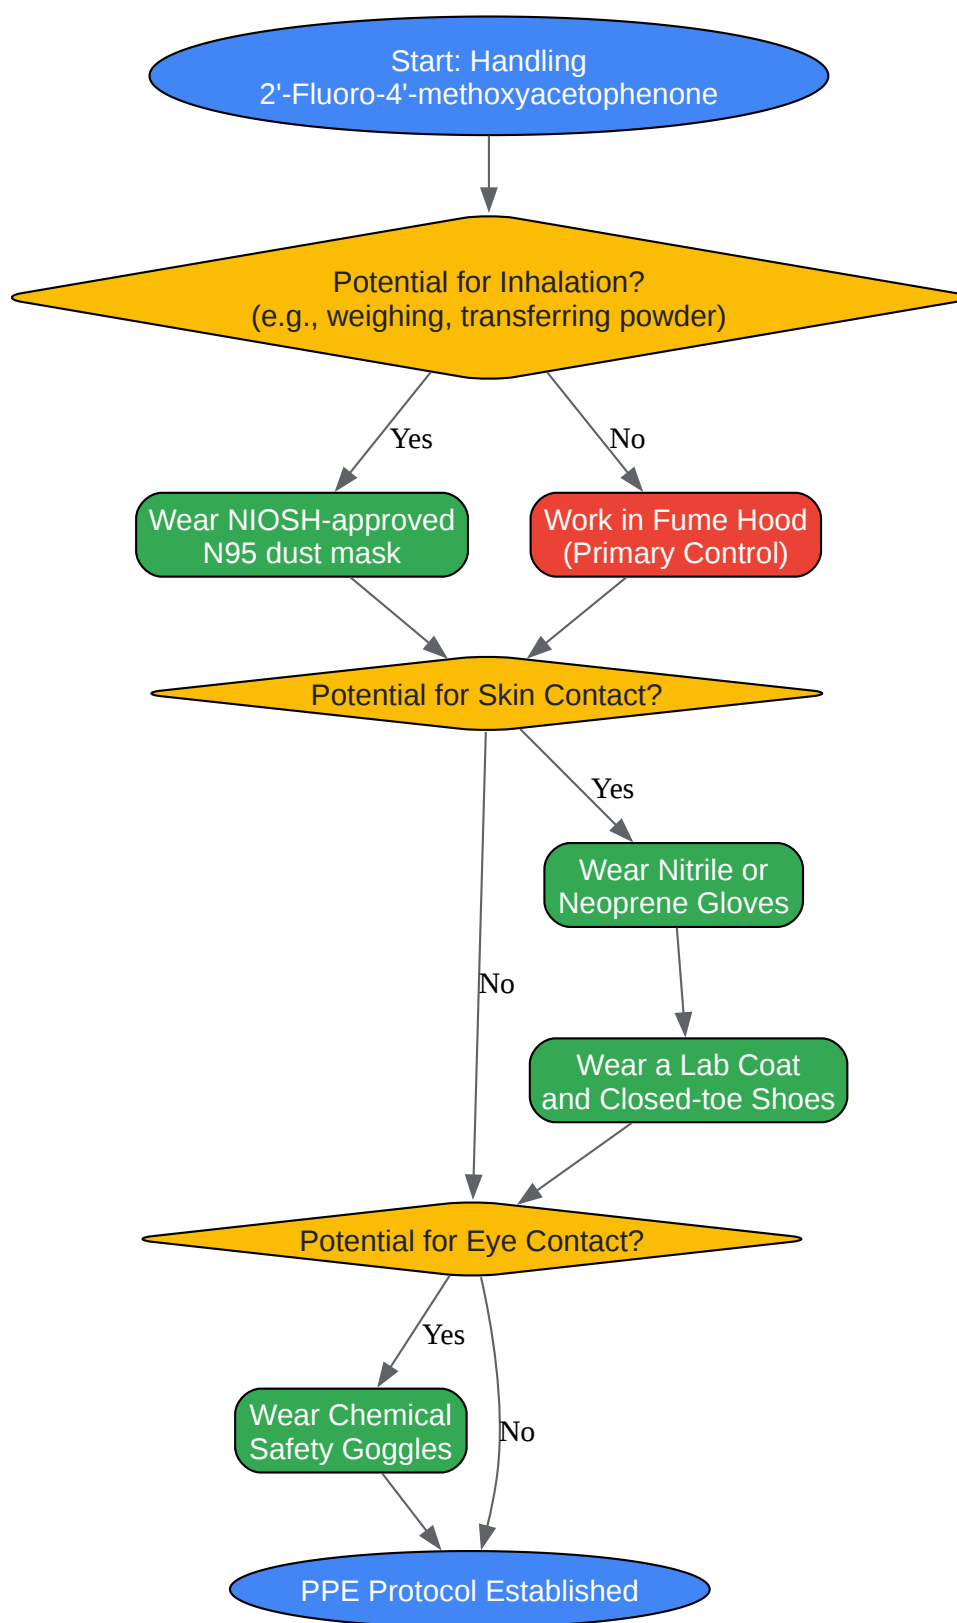 Start: Handling
2'-Fluoro-4'-methoxyacetophenone
Potential for Inhalation?
(e.g., weighing, transferring powder)
Yes
No
Wear NIOSH-approved
N95 dust mask
Work in Fume Hood
(Primary Control)
Potential for Skin Contact?
Yes
Wear Nitrile or
Neoprene Gloves
No
Wear a Lab Coat
and Closed-toe Shoes
Potential for Eye Contact?
Yes
Wear Chemical
Safety Goggles
No
PPE Protocol Established